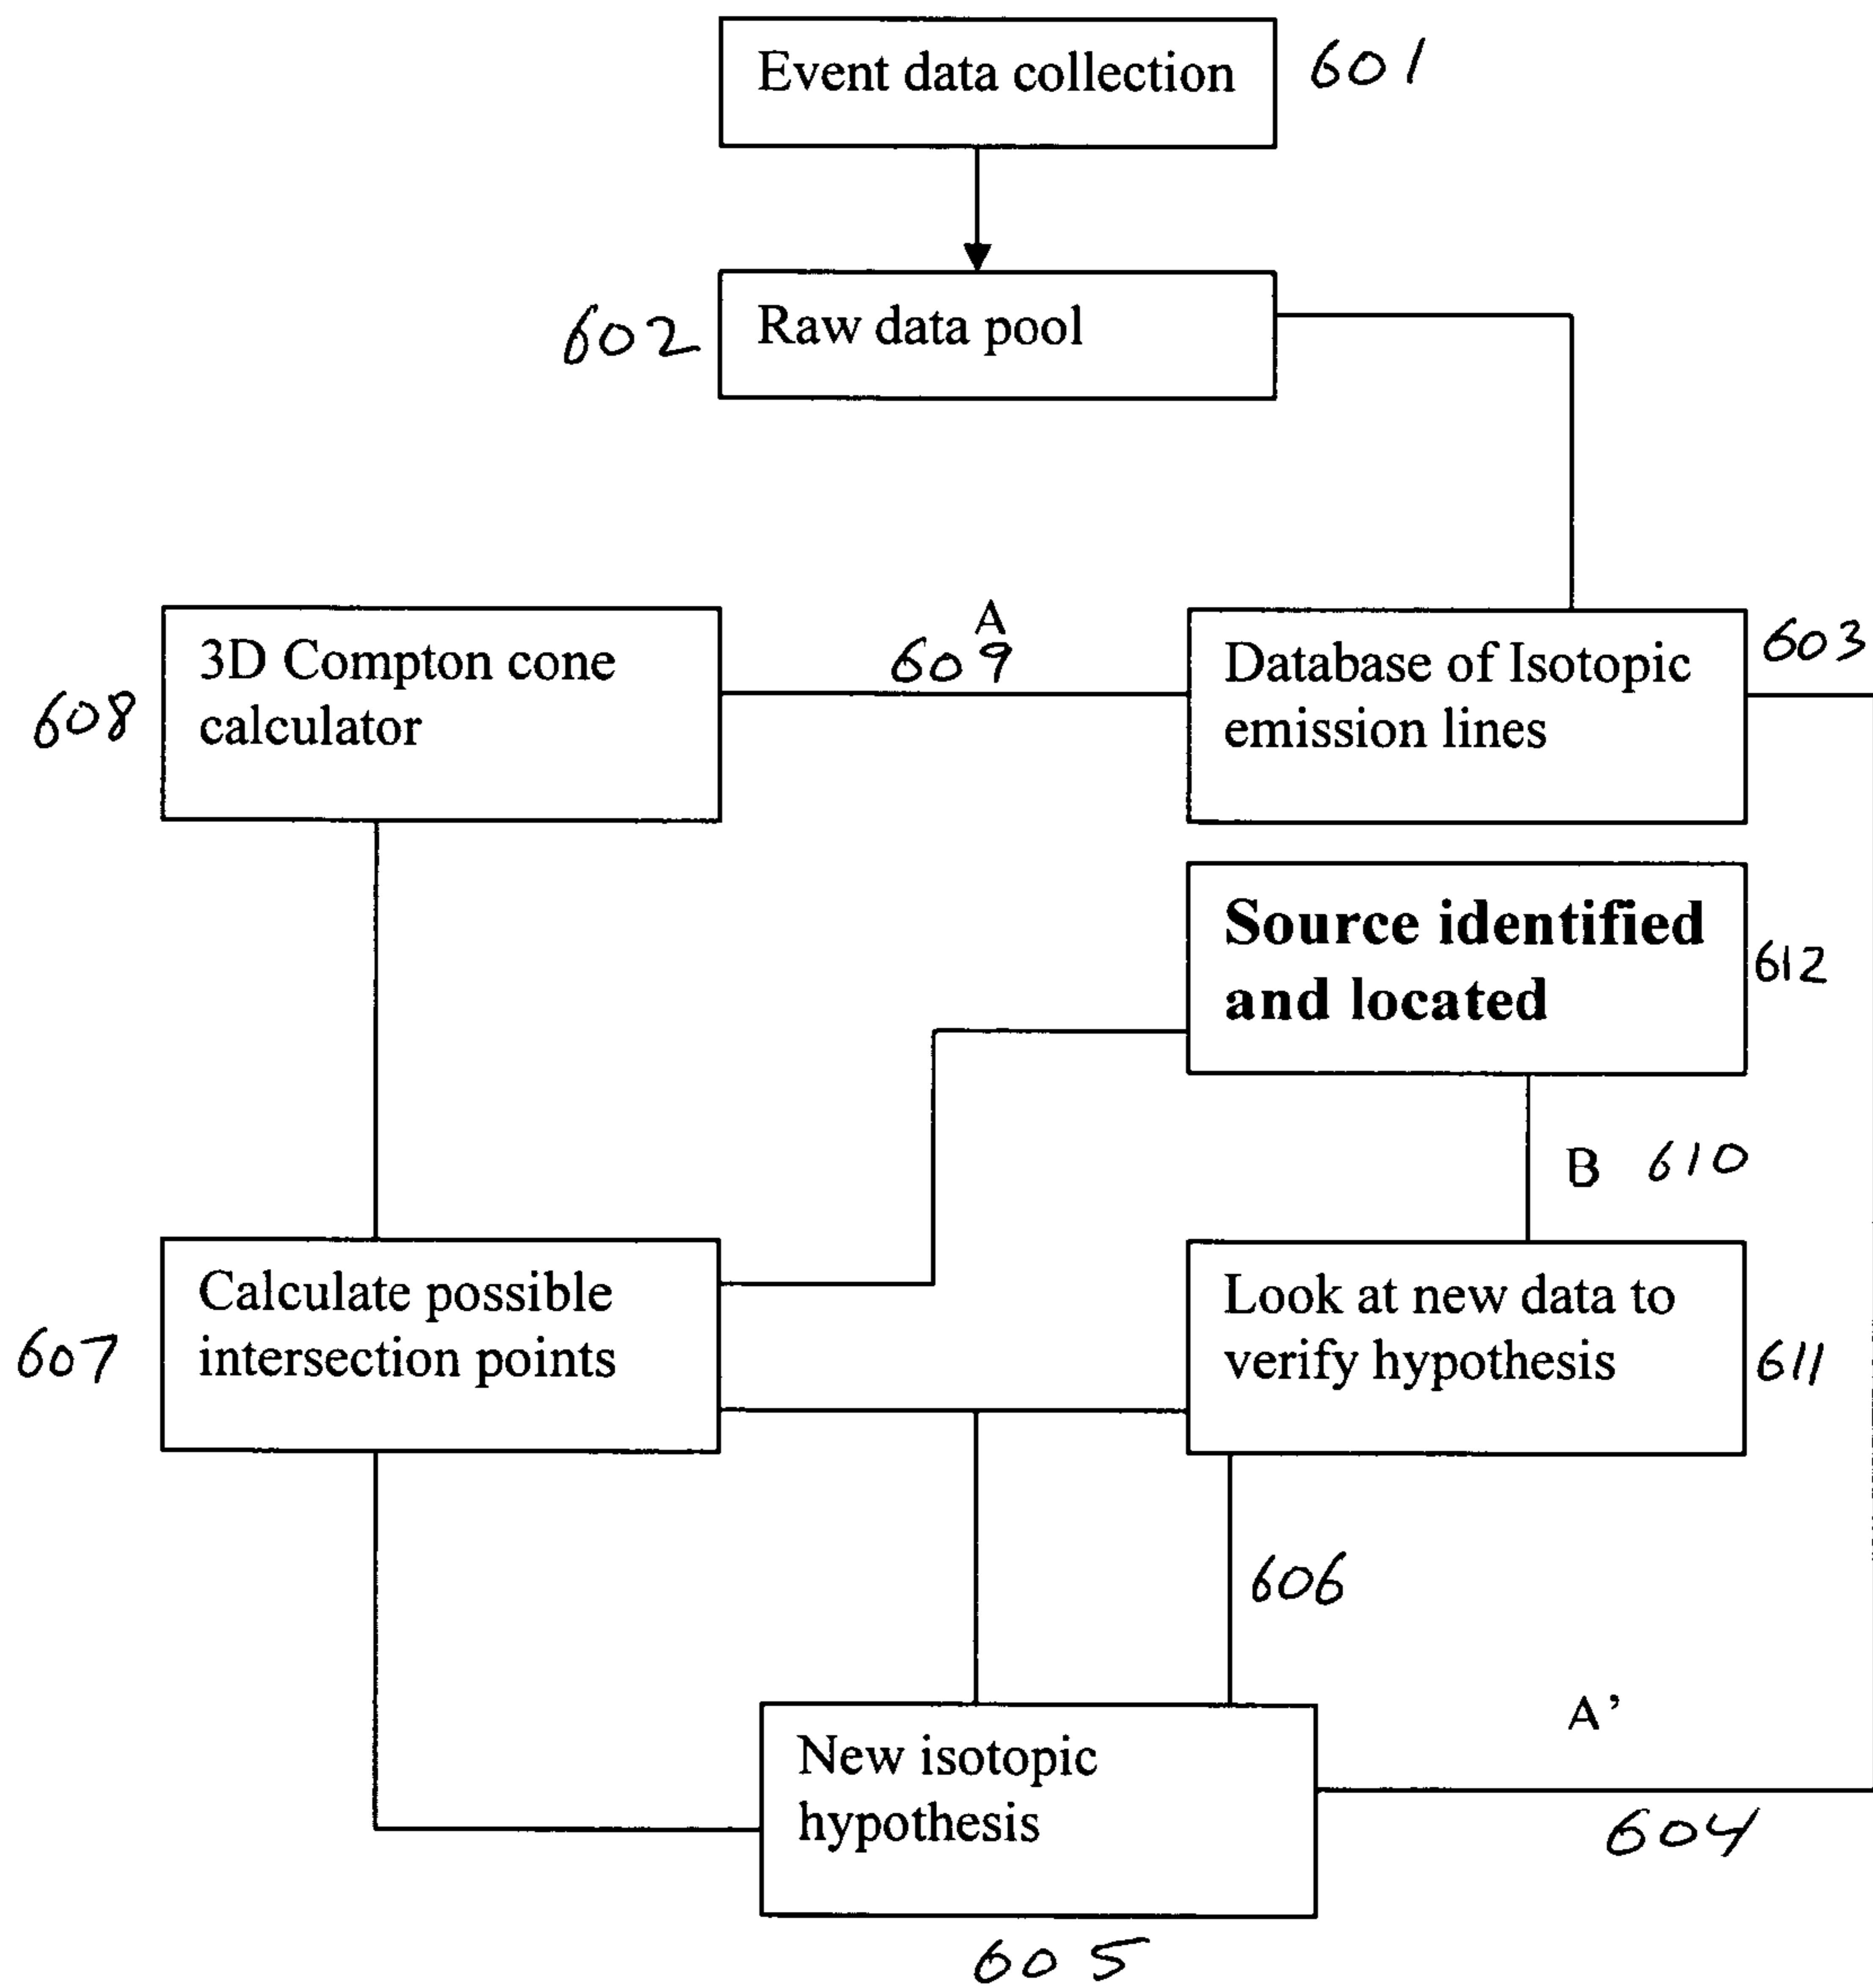 Event data collection
601
602
Raw data pool
3D Compton cone
calculator
608
A
609
Database of Isotopic
emission lines
603
Source identified
and located
612
B 610
Calculate possible
intersection points
607
Look at new data to
verify hypothesis
611
606
New isotopic
hypothesis
A’
604
605